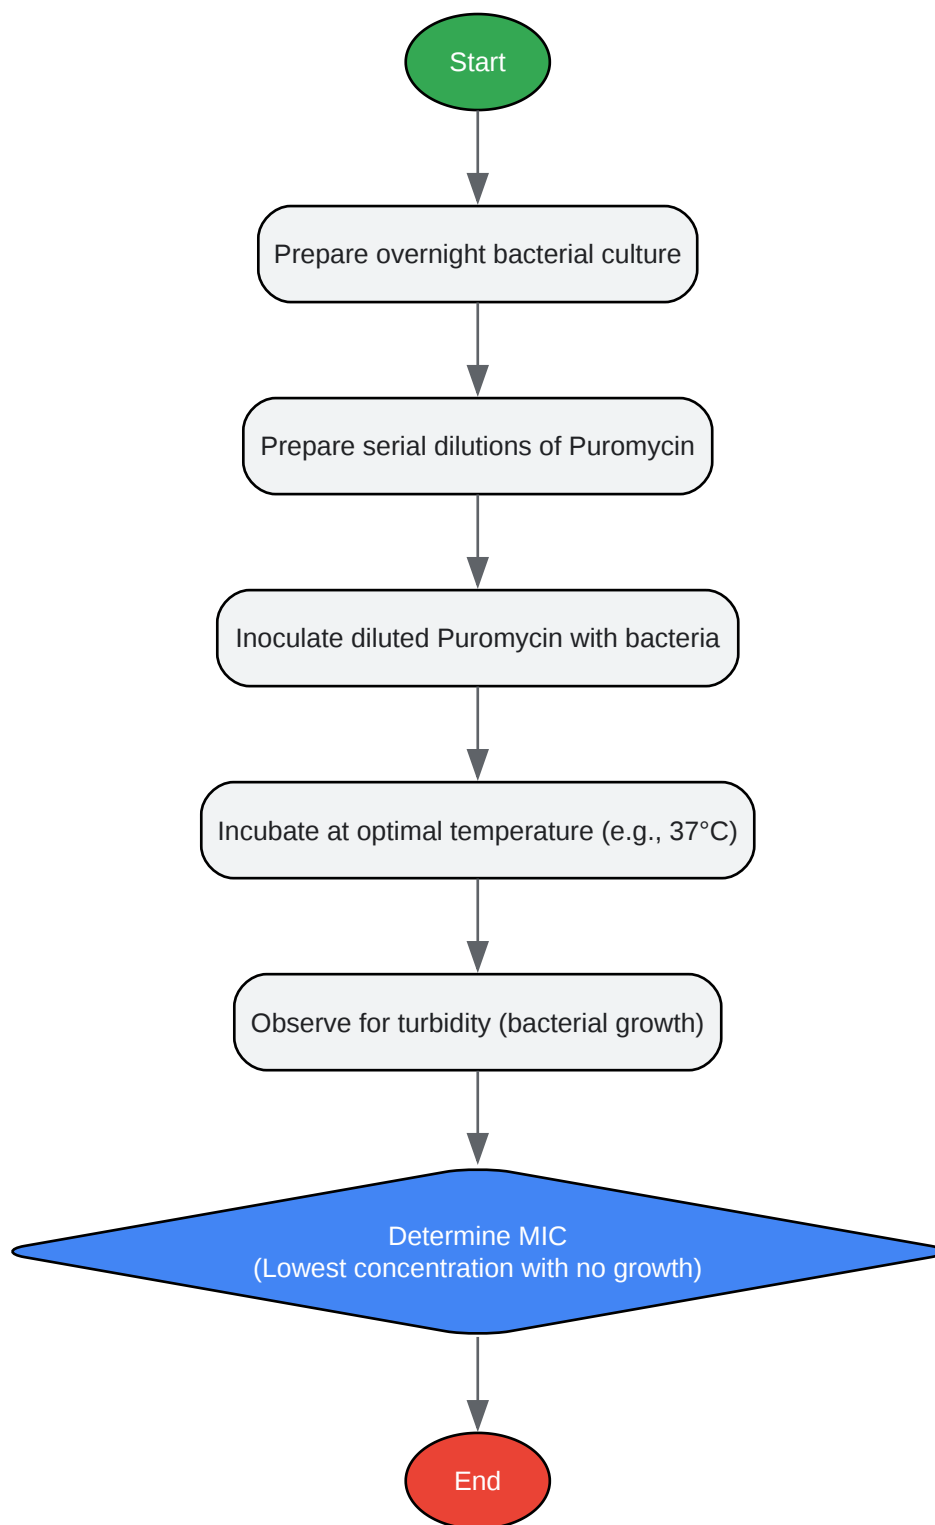 Start
Prepare overnight bacterial culture
Prepare serial dilutions of Puromycin
Inoculate diluted Puromycin with bacteria
Incubate at optimal temperature (e.g., 37°C)
Observe for turbidity (bacterial growth)
Determine MIC
(Lowest concentration with no growth)
End